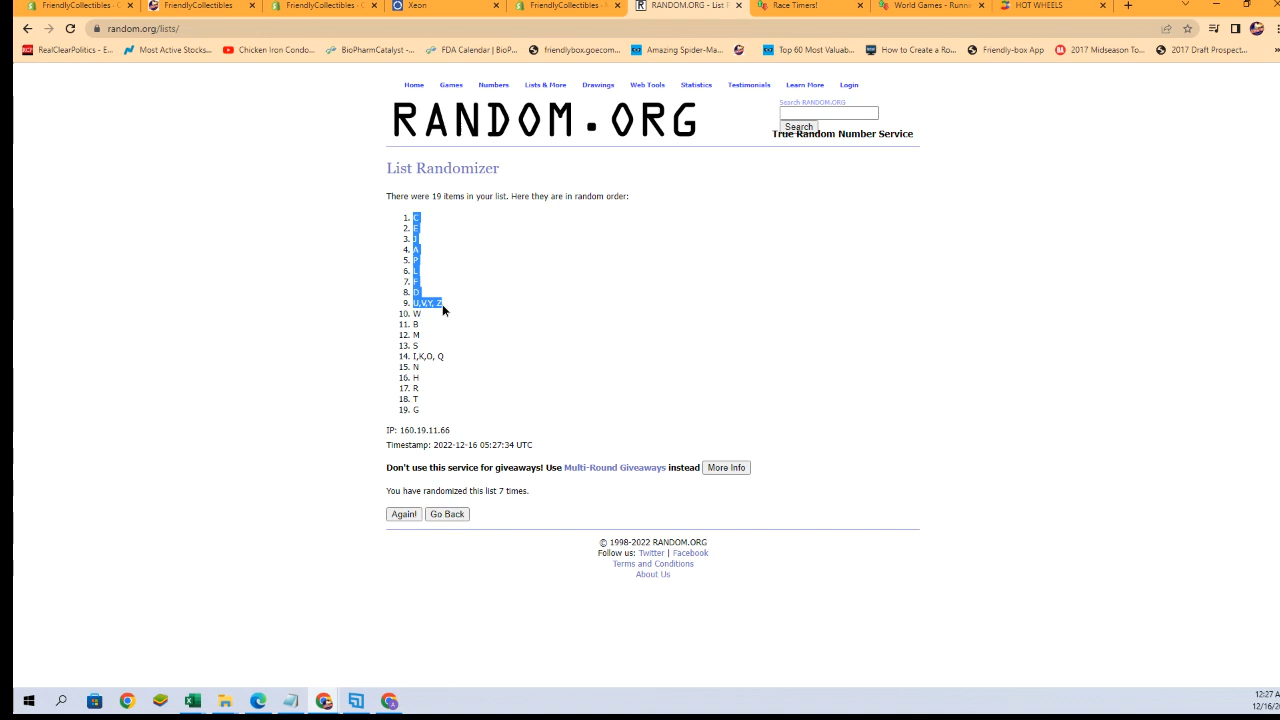 FriendlyCollectibles - C
FriendlyCollectibles
FriendlyCollectibles - C
Xeon
FriendlyCollectibles -
RANDOM.ORG - List R
Race Timers!
World Games - Runn
HOT WHEELS
random.org/lists/
RealClearPolitics - E...
Most Active Stocks...
Chicken Iron Condo...
BioPharmCatalyst -...
FDA Calendar | BioP...
friendlybox.goecom...
Amazing Spider-Ma...
Top 60 Most Valuab...
How to Create a Ro...
Friendly-box Admin
2017 Midseason To...
2017 Draft Prospect...
Home Games Numbers Lists & More Drawings Web Tools Statistics Testimonials Learn More Login
RANDOM.ORG
Search RANDOM.ORG
Search
True Random Number Service
List Randomizer
There were 19 items in your list. Here they are in random order:
1. C
2. E
3. J
4. A
5. P
6. L
7. F
8. D
9. U,V,Y, Z
10. W
11. B
12. M
13. S
14. I,K,O, Q
15. N
16. H
17. R
18. T
19. G
IP: 160.19.11.66
Timestamp: 2022-12-16 05:27:34 UTC
Don't use this service for giveaways! Use Multi-Round Giveaways instead More Info
You have randomized this list 7 times.
Again! Go Back
© 1998-2022 RANDOM.ORG
Follow us: Twitter | Facebook
Terms and Conditions
About Us
12:27 A
12/16/2